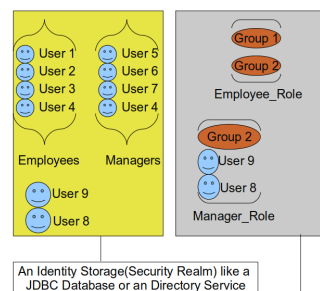 User 1
User 2
User 3
User 4
Employees
User 5
User 6
User 7
User 4
Managers
User 9
User 8
Group 1
Group 2
Employee_Role
Group 2
User 9
User 8
Manager_Role
An Identity Storage(Security Realm) like a
JDBC Database or an Directory Service